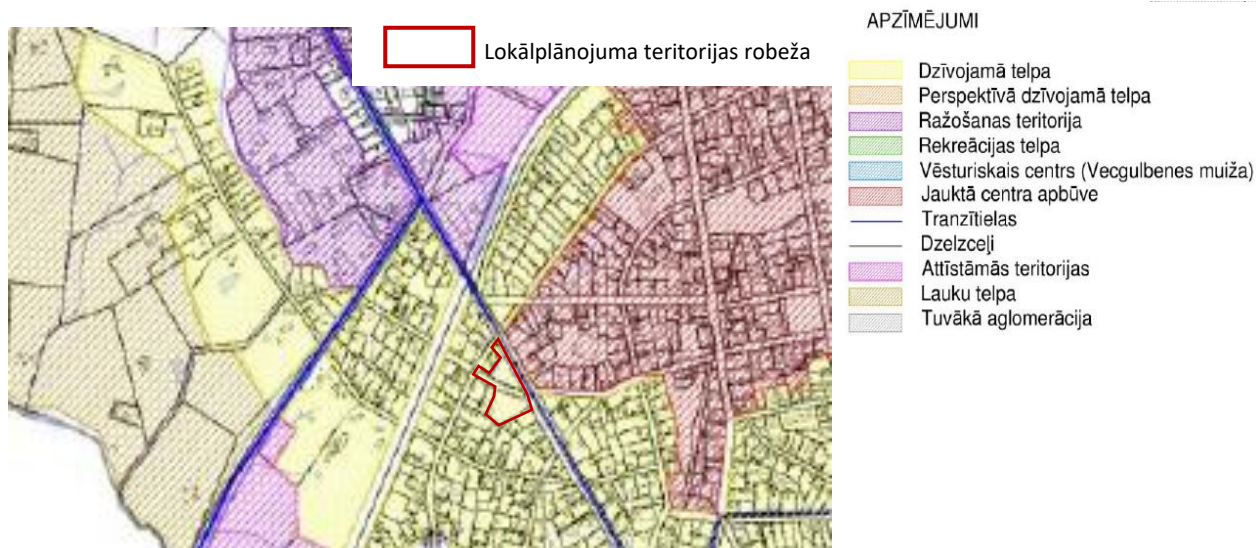 Lokālplānojuma teritorijas robeža
APZĪMĒJUMI
Dzīvojamā telpa
Perspektīvā dzīvojamā telpa
Ražošanas teritorija
Rekreācijas telpa
Vēsturiskais centrs (Vecgulbenes muiža)
Jauktā centra apbūve
Tranzītielas
Dzelzceļi
Attīstāmās teritorijas
Lauku telpa
Tuvākā aglomerācija